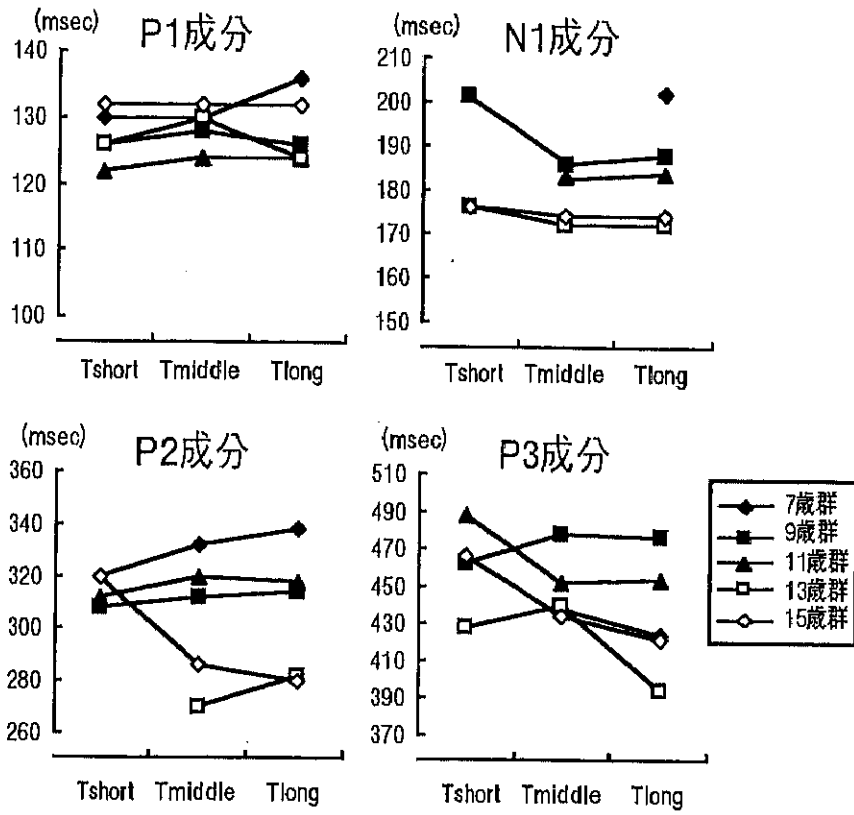 (msec) P1成分
140
130
120
110
100
Tshort Tmiddle Tlong
(msec) N1成分
210
200
190
180
170
160
150
Tshort Tmiddle Tlong
(msec) P2成分
360
340
320
300
280
260
Tshort Tmiddle Tlong
(msec) P3成分
510
490
470
450
430
410
390
370
Tshort Tmiddle Tlong
7歳群
9歳群
11歳群
13歳群
15歳群